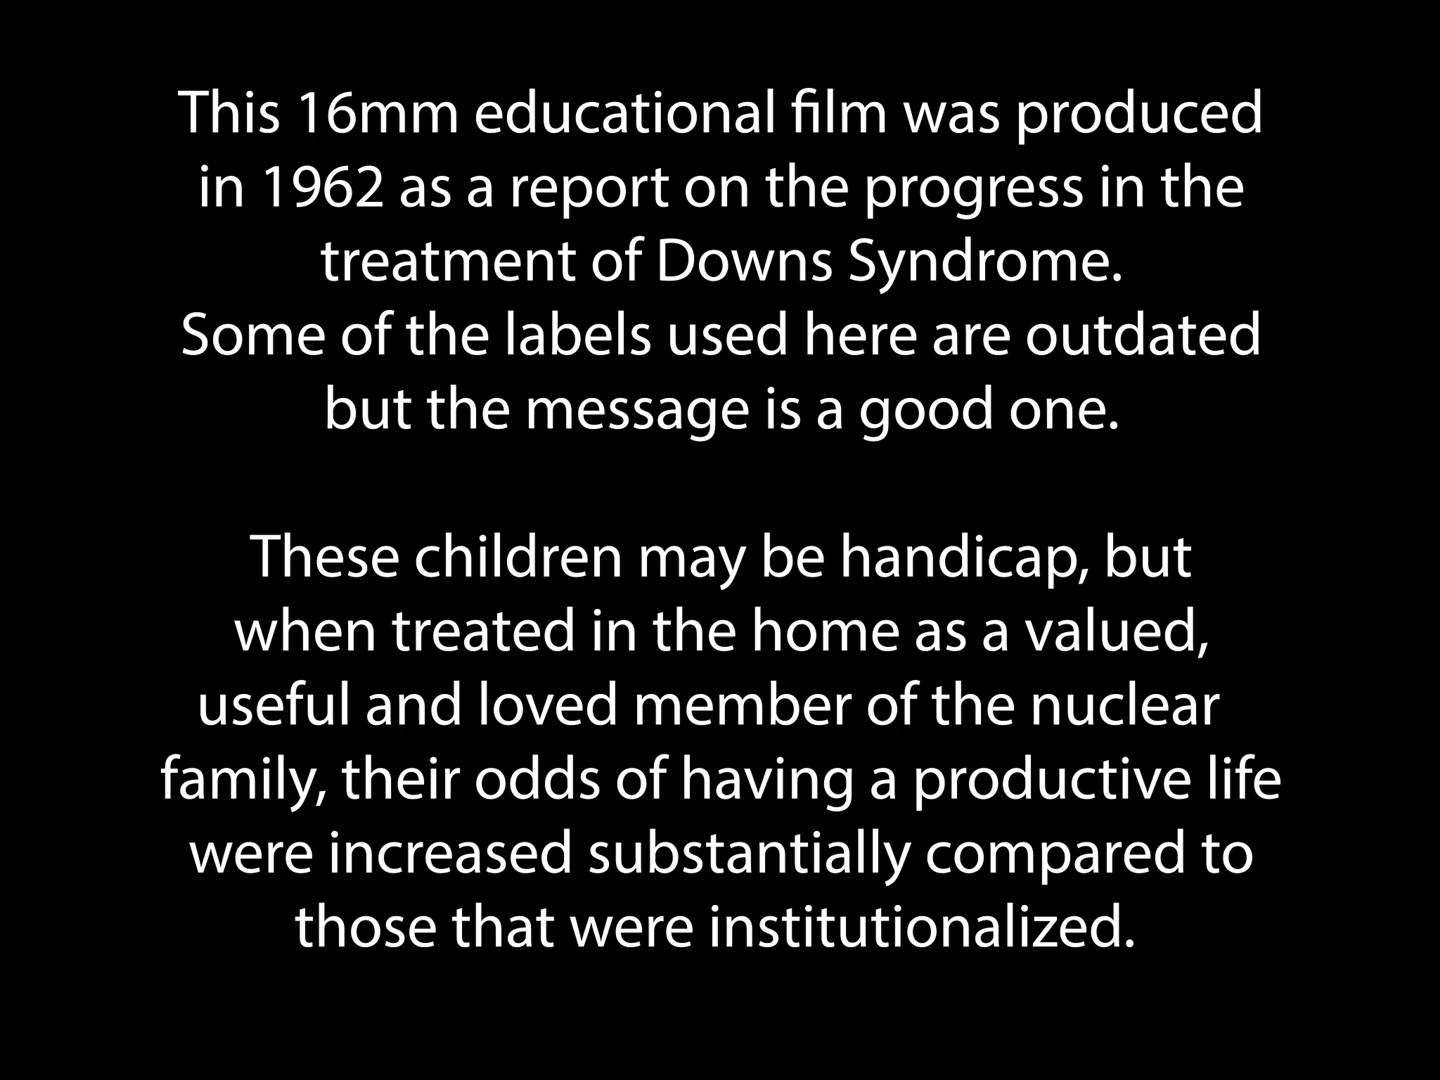 This 16mm educational film was produced
in 1962 as a report on the progress in the
treatment of Downs Syndrome.
Some of the labels used here are outdated
but the message is a good one.
These children may be handicap, but
when treated in the home as a valued,
useful and loved member of the nuclear
family, their odds of having a productive life
were increased substantially compared to
those that were institutionalized.